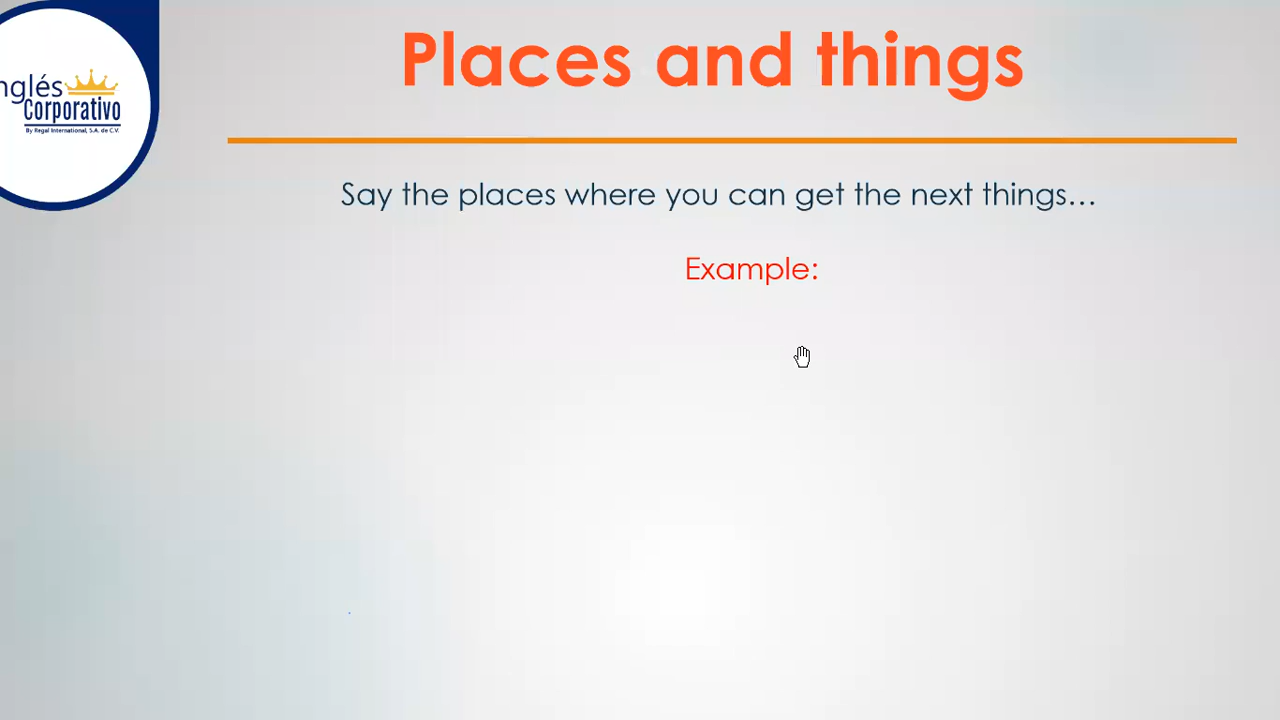 nglés
Corporativo
By Regal International, S.A. de C.V.
Places and things
Say the places where you can get the next things…
Example: